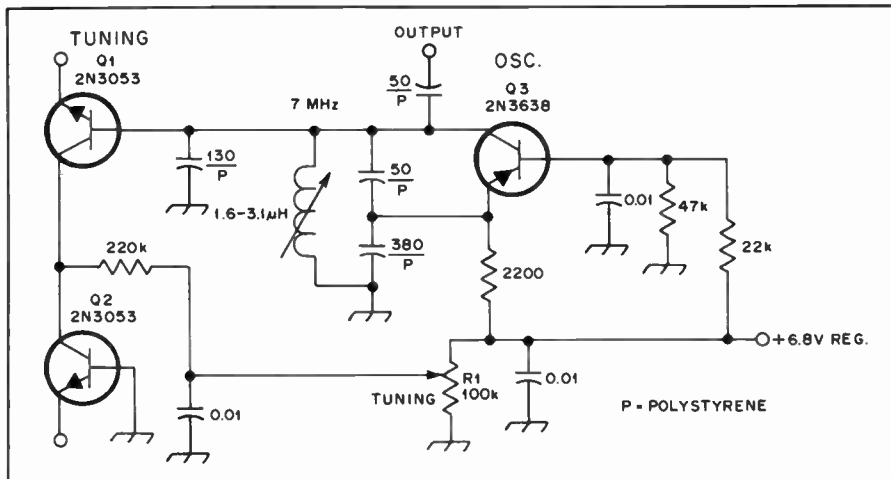 TUNING
Q1
2N3053
OUTPUT
OSC.
Q3
2N3638
50
P
7 MHz
130
P
50
P
1.6-3.1µH
380
P
0.01
47k
22k
220k
2200
Q2
2N3053
+6.8V REG.
R1
100k
TUNING
0.01
0.01
P = POLYSTYRENE